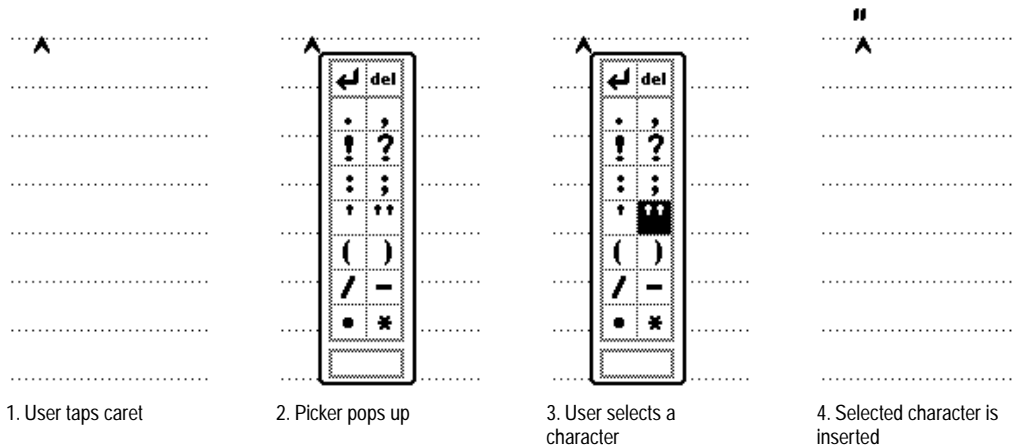 "
↵ del
. ,
! ?
: ;
' "
( )
/ –
• *
↵ del
. ,
! ?
: ;
' "
( )
/ –
• *
1. User taps caret
2. Picker pops up
3. User selects a
character
4. Selected character is
inserted